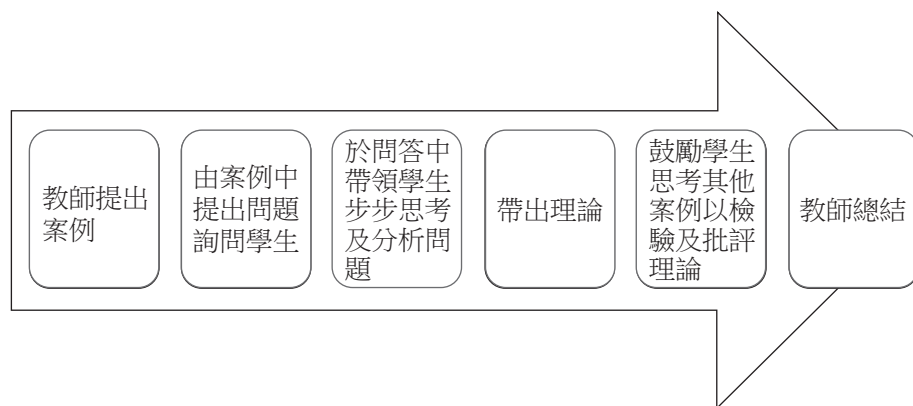 教師提出
案例
由案例中
提出問題
詢問學生
於問答中
帶領學生
步步思考
及分析問
題
帶出理論
鼓勵學生
思考其他
案例以檢
驗及批評
理論
教師總結